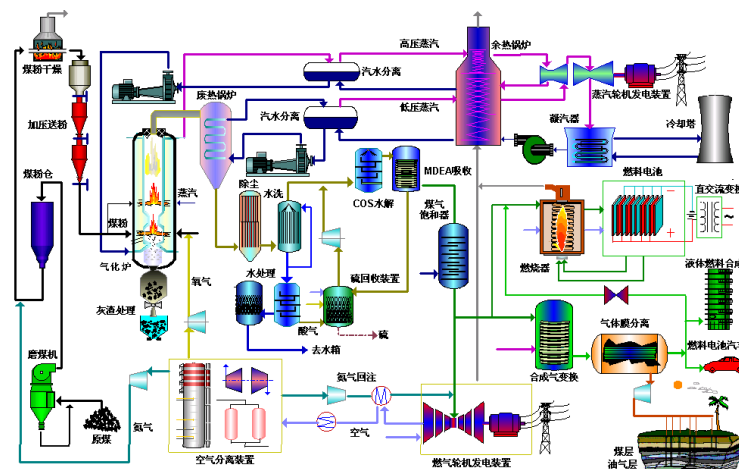 高压蒸汽
余热锅炉
煤粉干燥
汽水分离
蒸汽轮机发电装置
废热锅炉
低压蒸汽
加压送粉
汽水分离
凝汽器
冷却塔
除尘
水洗
MDEA吸收
燃料电池
煤粉仓
蒸汽
COS水解
煤气
饱和器
直交流变换
煤粉
气化炉
水处理
硫回收装置
燃烧器
液体燃料合成
氧气
灰渣处理
酸气
硫
气体膜分离
去水箱
燃料电池汽车
磨煤机
合成气变换
氮气回注
氮气
原煤
空气
煤层
油气层
空气分离装置
燃气轮机发电装置